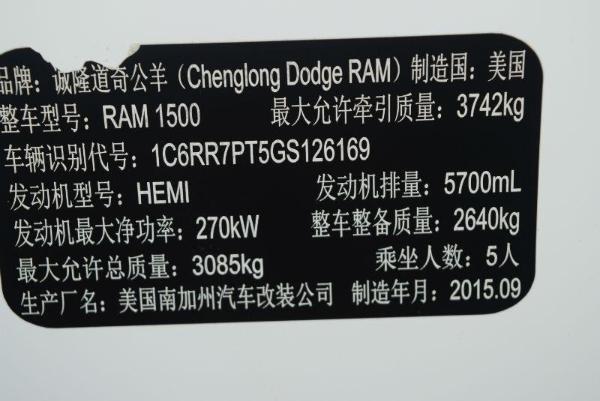 品牌：诚隆道奇公羊（Chenglong Dodge RAM）制造国：美国
整车型号：RAM 1500 最大允许牵引质量：3742kg
车辆识别代号：1C6RR7PT5GS126169
发动机型号：HEMI 发动机排量：5700mL
发动机最大净功率：270kW 整车整备质量：2640kg
最大允许总质量：3085kg 乘坐人数：5人
生产厂名：美国南加州汽车改装公司 制造年月：2015.09